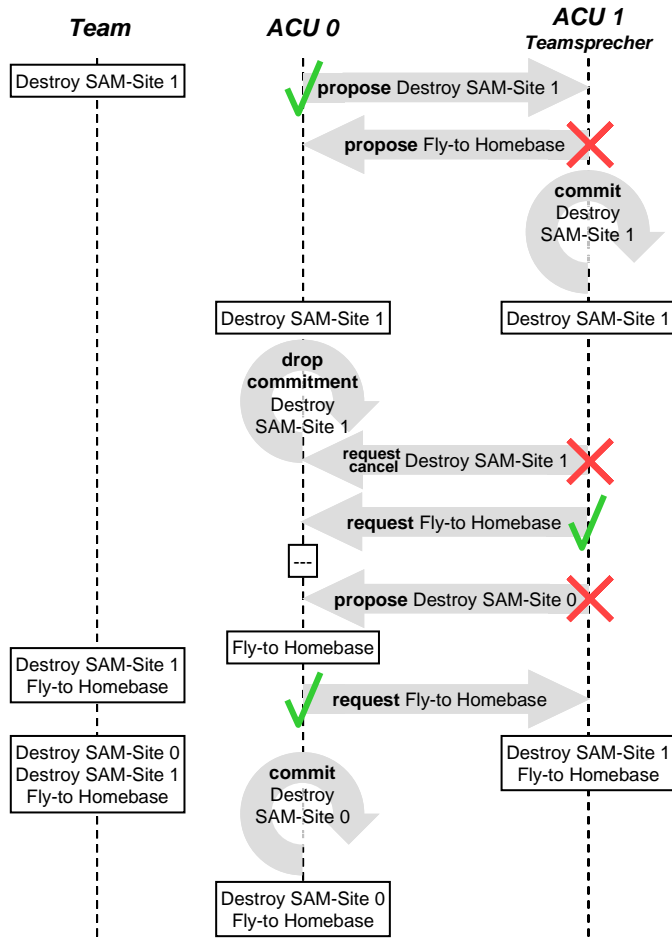 Team
ACU 0
ACU 1
Teamsprecher
Destroy SAM-Site 1
propose Destroy SAM-Site 1
propose Fly-to Homebase
commit
Destroy
SAM-Site 1
Destroy SAM-Site 1
Destroy SAM-Site 1
drop
commitment
Destroy
SAM-Site 1
request
cancel Destroy SAM-Site 1
request Fly-to Homebase
---
propose Destroy SAM-Site 0
Fly-to Homebase
Destroy SAM-Site 1
Fly-to Homebase
request Fly-to Homebase
Destroy SAM-Site 0
Destroy SAM-Site 1
Fly-to Homebase
Destroy SAM-Site 1
Fly-to Homebase
commit
Destroy
SAM-Site 0
Destroy SAM-Site 0
Fly-to Homebase